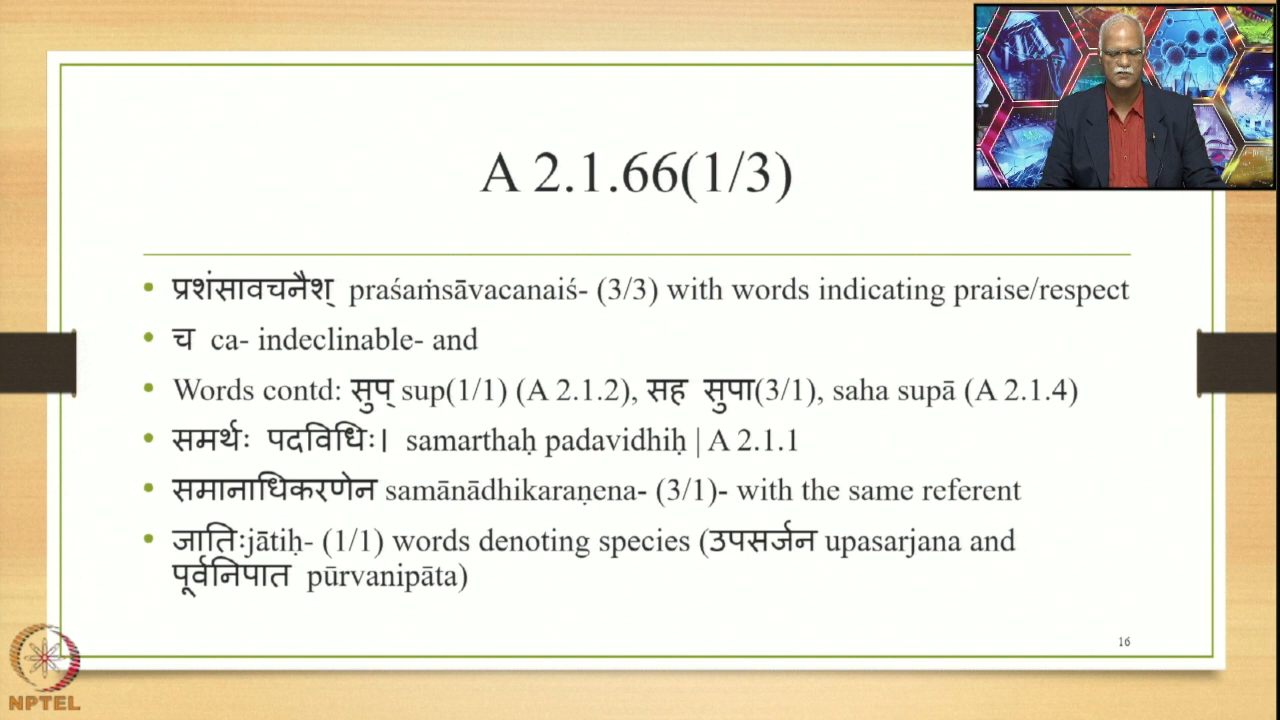 A 2.1.66(1/3)
• प्रशंसावचनैश् praśaṁsāvacanaiś- (3/3) with words indicating praise/respect
• च ca- indeclinable- and
• Words contd: सुप् sup(1/1) (A 2.1.2), सह सुपा(3/1), saha supā (A 2.1.4)
• समर्थः पदविधिः। samarthaḥ padavidhiḥ | A 2.1.1
• समानाधिकरणेन samānādhikaraṇena- (3/1)- with the same referent
• जातिःjātiḥ- (1/1) words denoting species (उपसर्जन upasarjana and
पूर्वनिपात pūrvanipāta)
16
NPTEL